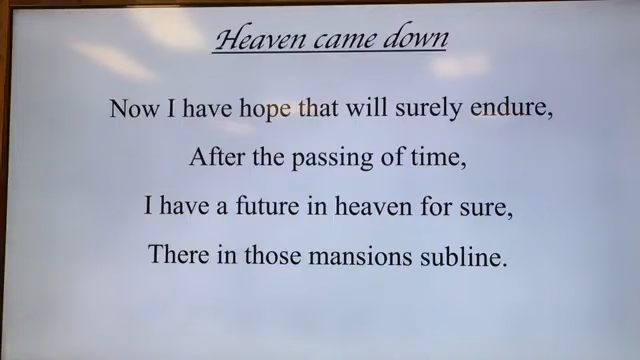 Heaven came down
Now I have hope that will surely endure,
After the passing of time,
I have a future in heaven for sure,
There in those mansions subline.